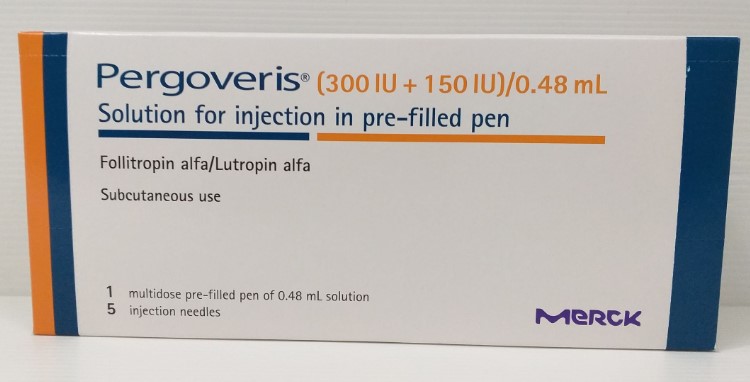 Pergoveris® (300 IU + 150 IU)/0.48 mL
Solution for injection in pre-filled pen
Follitropin alfa/Lutropin alfa
Subcutaneous use
1 multidose pre-filled pen of 0.48 mL solution
5 injection needles
MERCK